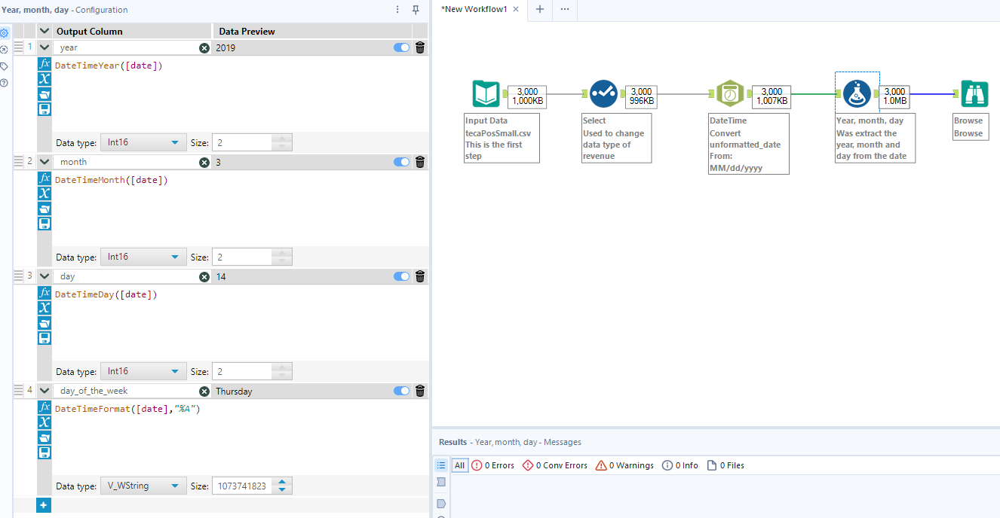 Year, month, day - Configuration
Output Column Data Preview
1 year 2019
DateTimeYear([date])
Data type: Int16 Size: 2
2 month 3
DateTimeMonth([date])
Data type: Int16 Size: 2
3 day 14
DateTimeDay([date])
Data type: Int16 Size: 2
4 day_of_the_week Thursday
DateTimeFormat([date],"%A")
Data type: V_WString Size: 1073741823
*New Workflow1
3,000
1,000KB
Input Data
tecaPosSmall.csv
This is the first
step
3,000
996KB
Select
Used to change
data type of
revenue
3,000
1,007KB
DateTime
Convert
unformatted_date
From:
MM/dd/yyyy
3,000
1.0MB
Year, month, day
Was extract the
year, month and
day from the date
Browse
Browse
Results - Year, month, day - Messages
All 0 Errors 0 Conv Errors 0 Warnings 0 Info 0 Files